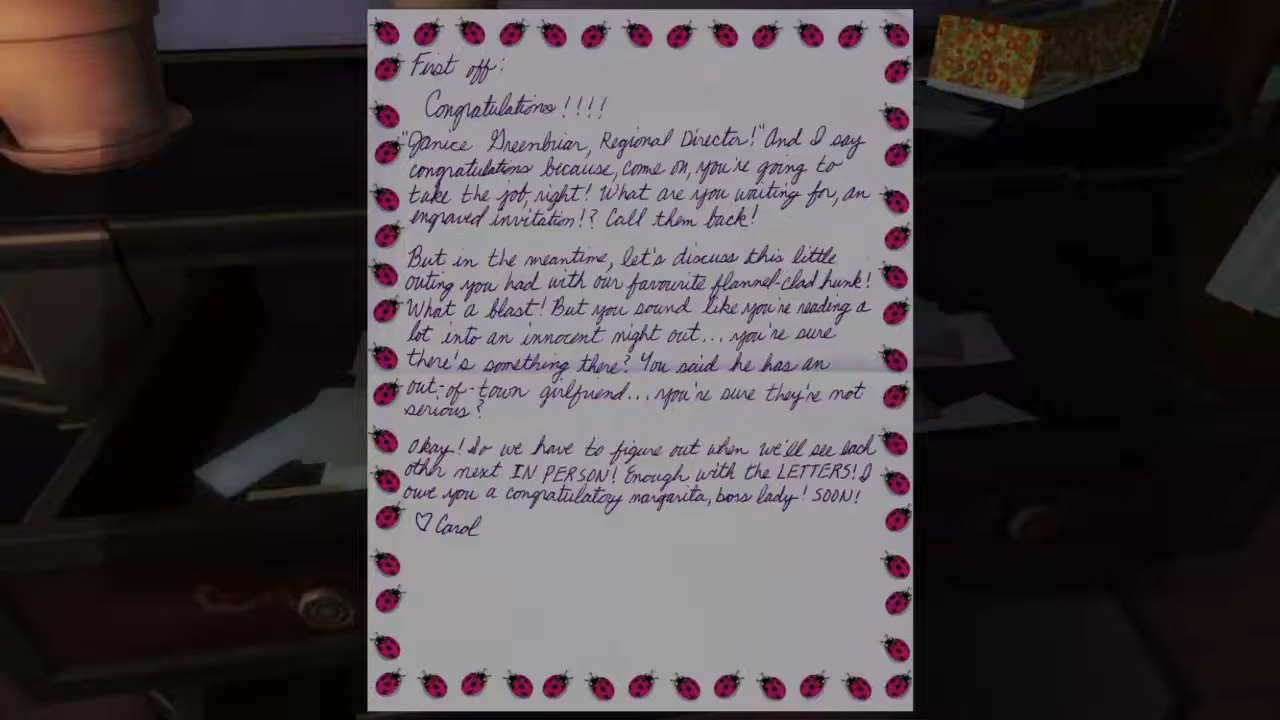 First off:
Congratulations!!!!
"Janice Greenbriar, Regional Director!" And I say
congratulations because, come on, you're going to
take the job, right! What are you waiting for, an
engraved invitation!? Call them back!
But in the meantime, let's discuss this little
outing you had with our favourite flannel-clad hunk!
What a blast! But you sound like you're reading a
lot into an innocent night out... you're sure
there's something there? You said he has an
out-of-town girlfriend... you're sure they're not
serious?
Okay! So we have to figure out when we'll see each
other next IN PERSON! Enough with the LETTERS! I
owe you a congratulatory margarita, boss lady! SOON!
♡ Carol